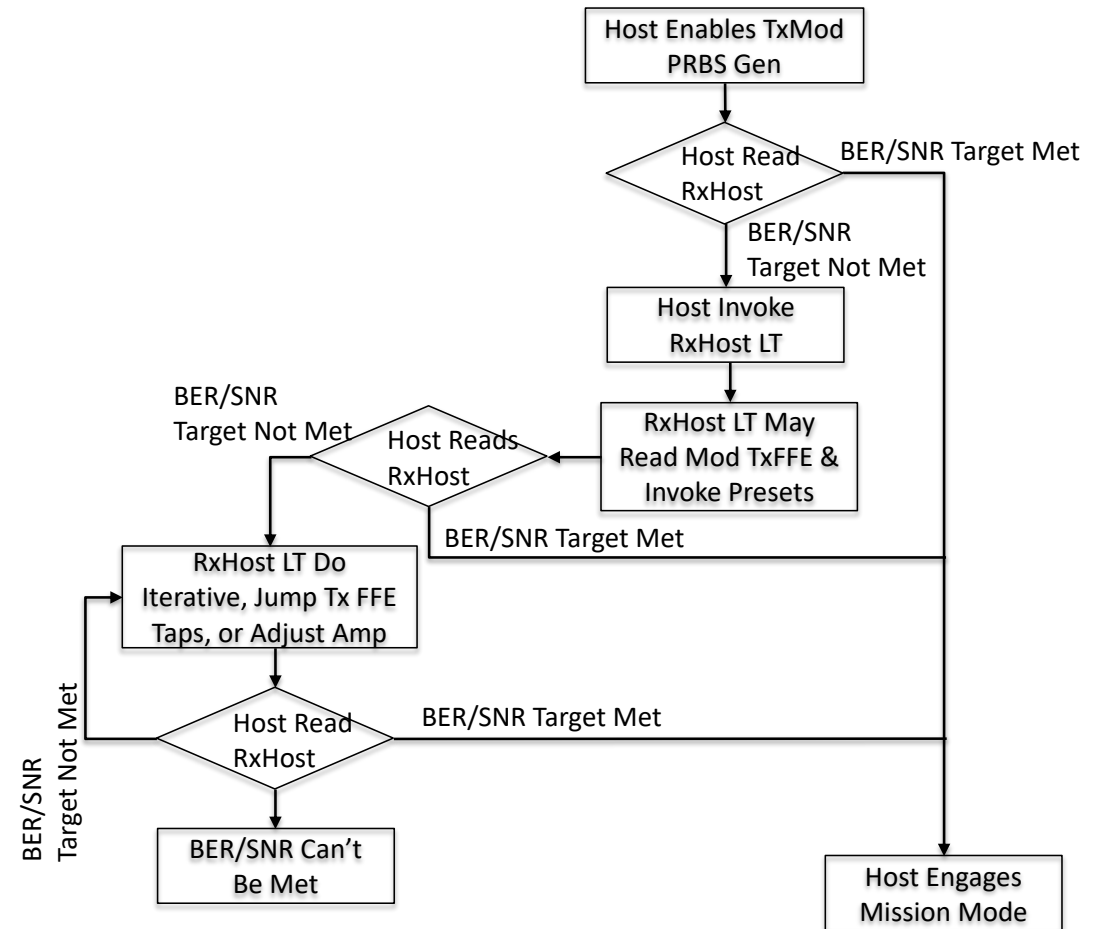 Host Enables TxMod
PRBS Gen
Host Read
RxHost
BER/SNR Target Met
BER/SNR
Target Not Met
Host Invoke
RxHost LT
RxHost LT May
Read Mod TxFFE &
Invoke Presets
Host Reads
RxHost
BER/SNR
Target Not Met
BER/SNR Target Met
RxHost LT Do
Iterative, Jump Tx FFE
Taps, or Adjust Amp
Host Read
RxHost
BER/SNR Target Met
BER/SNR
Target Not Met
BER/SNR Can’t
Be Met
Host Engages
Mission Mode